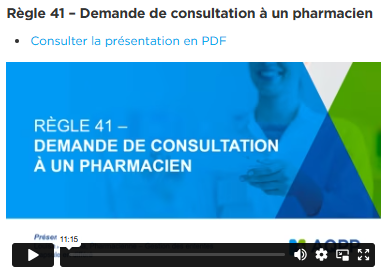 Règle 41 – Demande de consultation à un pharmacien
Consulter la présentation en PDF
RÈGLE 41 –
DEMANDE DE CONSULTATION
À UN PHARMACIEN
Préser
11:15